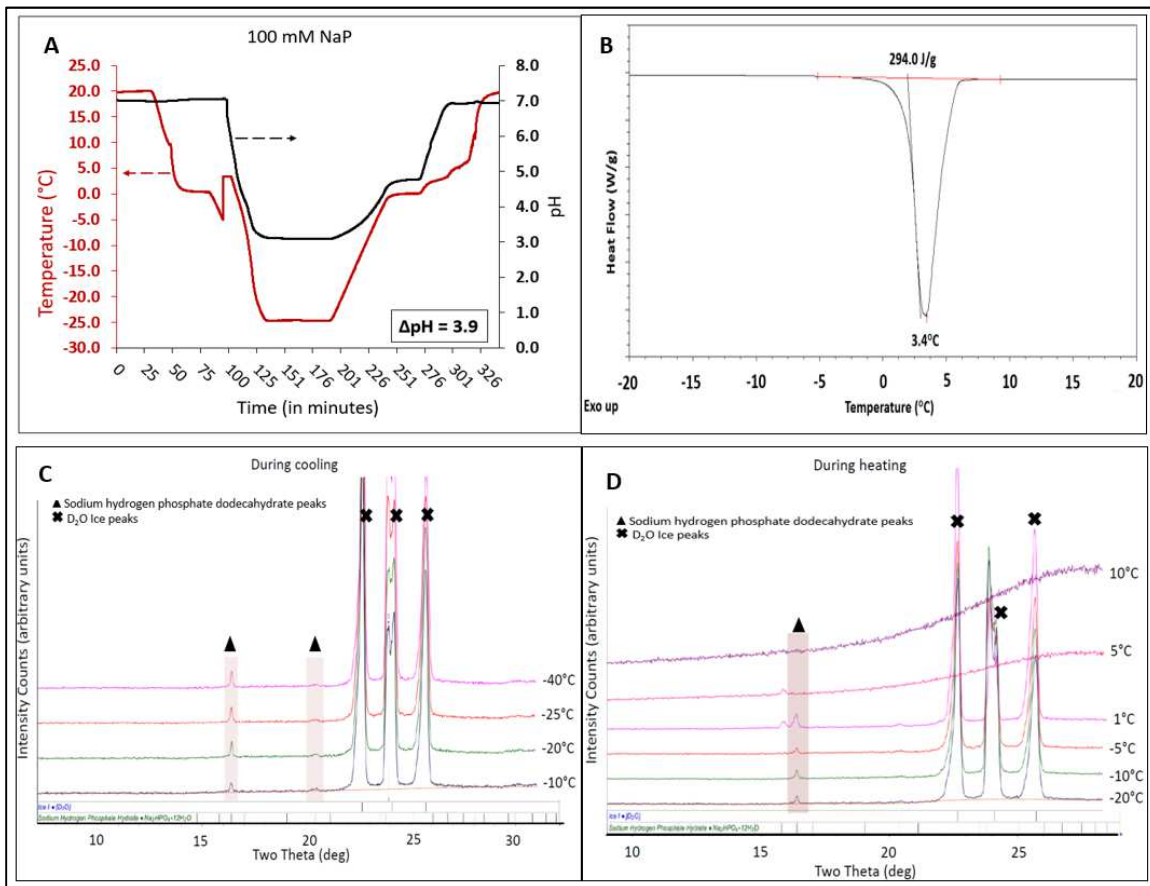 A
100 mM NaP
Temperature (°C)
25.0
20.0
15.0
10.0
5.0
0.0
-5.0
-10.0
-15.0
-20.0
-25.0
-30.0
8.0
7.0
6.0
5.0
4.0
3.0
2.0
1.0
0.0
pH
ΔpH = 3.9
0 25 50 75 100 125 151 176 201 226 251 276 301 326
Time (in minutes)
B
294.0 J/g
3.4°C
Heat Flow (W/g)
-20 -15 -10 -5 0 5 10 15 20
Exo up
Temperature (°C)
C
During cooling
▲ Sodium hydrogen phosphate dodecahydrate peaks
✖ D₂O Ice peaks
Intensity Counts (arbitrary units)
-40°C
-25°C
-20°C
-10°C
Ice I • (D₂O)
Sodium Hydrogen Phosphate Hydrate • Na₂HPO₄•12H₂O
10 15 20 25 30
Two Theta (deg)
D
During heating
▲ Sodium hydrogen phosphate dodecahydrate peaks
✖ D₂O Ice peaks
Intensity Counts (arbitrary units)
10°C
5°C
1°C
-5°C
-10°C
-20°C
Ice I • (D₂O)
Sodium Hydrogen Phosphate Hydrate • Na₂HPO₄•12H₂O
10 15 20 25
Two Theta (deg)